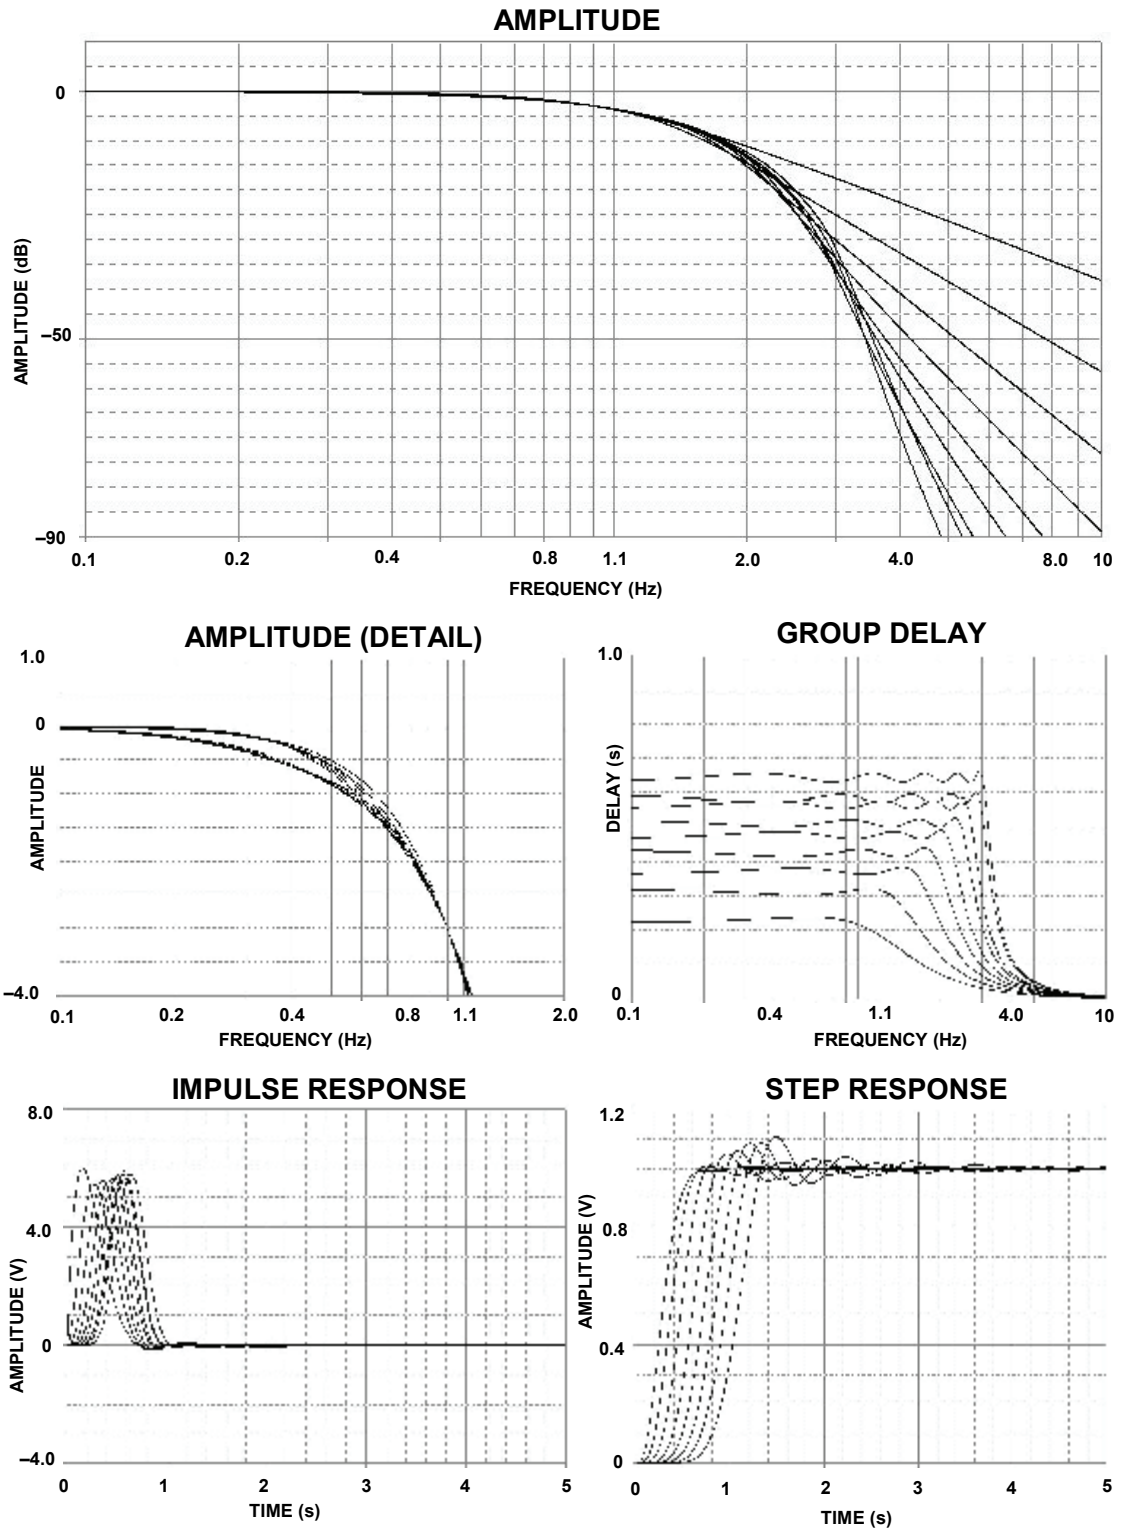 AMPLITUDE
0
–50
–90
AMPLITUDE (dB)
0.1 0.2 0.4 0.8 1.1 2.0 4.0 8.0 10
FREQUENCY (Hz)
AMPLITUDE (DETAIL)
1.0
0
–4.0
AMPLITUDE
0.1 0.2 0.4 0.8 1.1 2.0
FREQUENCY (Hz)
GROUP DELAY
1.0
0
DELAY (s)
0.1 0.4 1.1 4.0 10
FREQUENCY (Hz)
IMPULSE RESPONSE
8.0
4.0
0
–4.0
AMPLITUDE (V)
0 1 2 3 4 5
TIME (s)
STEP RESPONSE
1.2
0.8
0.4
0
AMPLITUDE (V)
0 1 2 3 4 5
TIME (s)